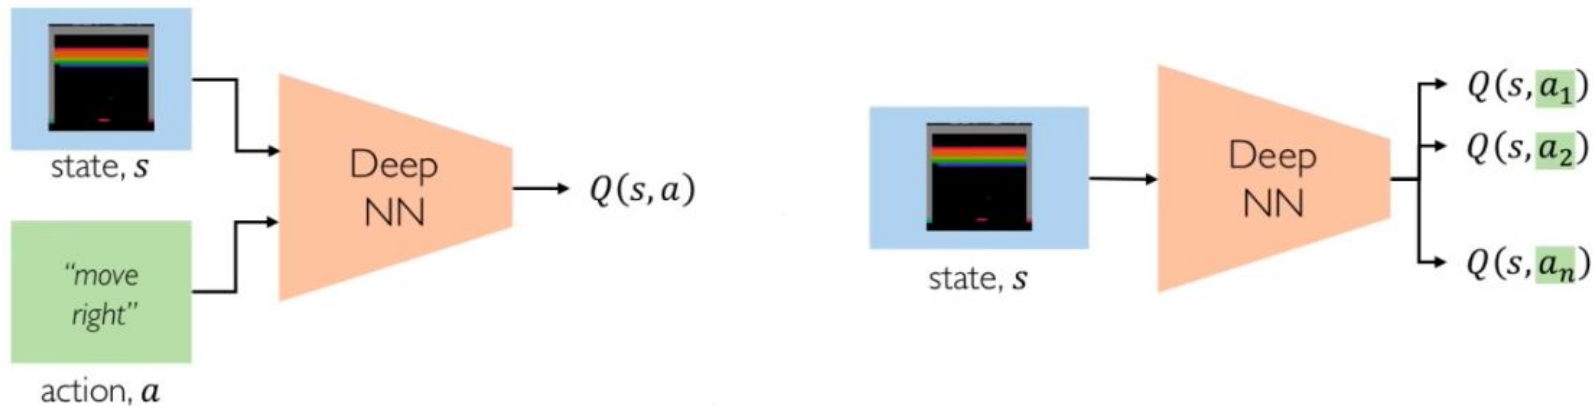 state, s
Deep
NN
Q(s, a)
"move
right"
action, a
state, s
Deep
NN
Q(s, a₁)
Q(s, a₂)
Q(s, aₙ)